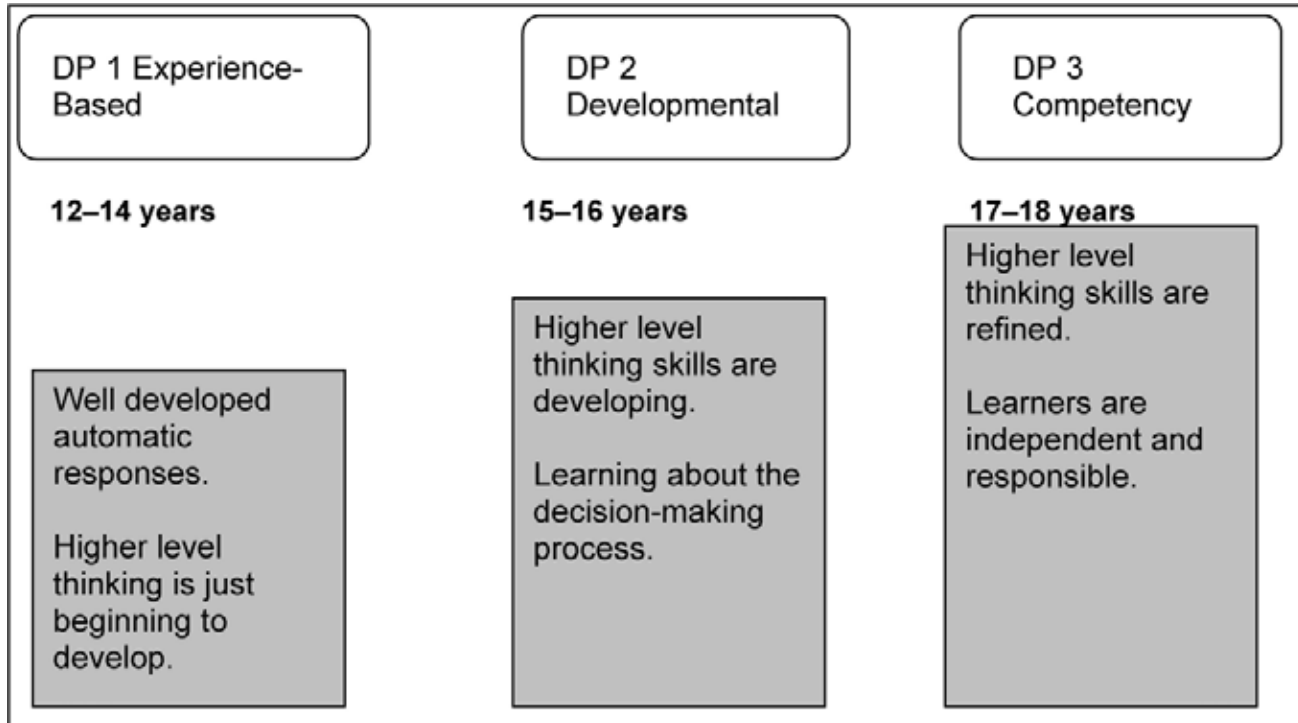 DP 1 Experience-
Based
12–14 years
Well developed
automatic
responses.
Higher level
thinking is just
beginning to
develop.
DP 2
Developmental
15–16 years
Higher level
thinking skills are
developing.
Learning about the
decision-making
process.
DP 3
Competency
17–18 years
Higher level
thinking skills are
refined.
Learners are
independent and
responsible.